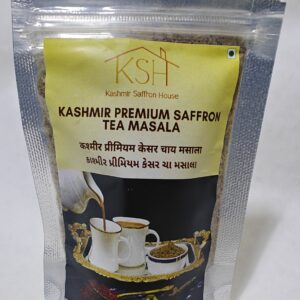 KSH
Kashmir Saffron House
KASHMIR PREMIUM SAFFRON
TEA MASALA
कश्मीर प्रीमियम केसर चाय मसाला
કાશ્મીર પ્રીમિયમ કેસર ચા મસાલા